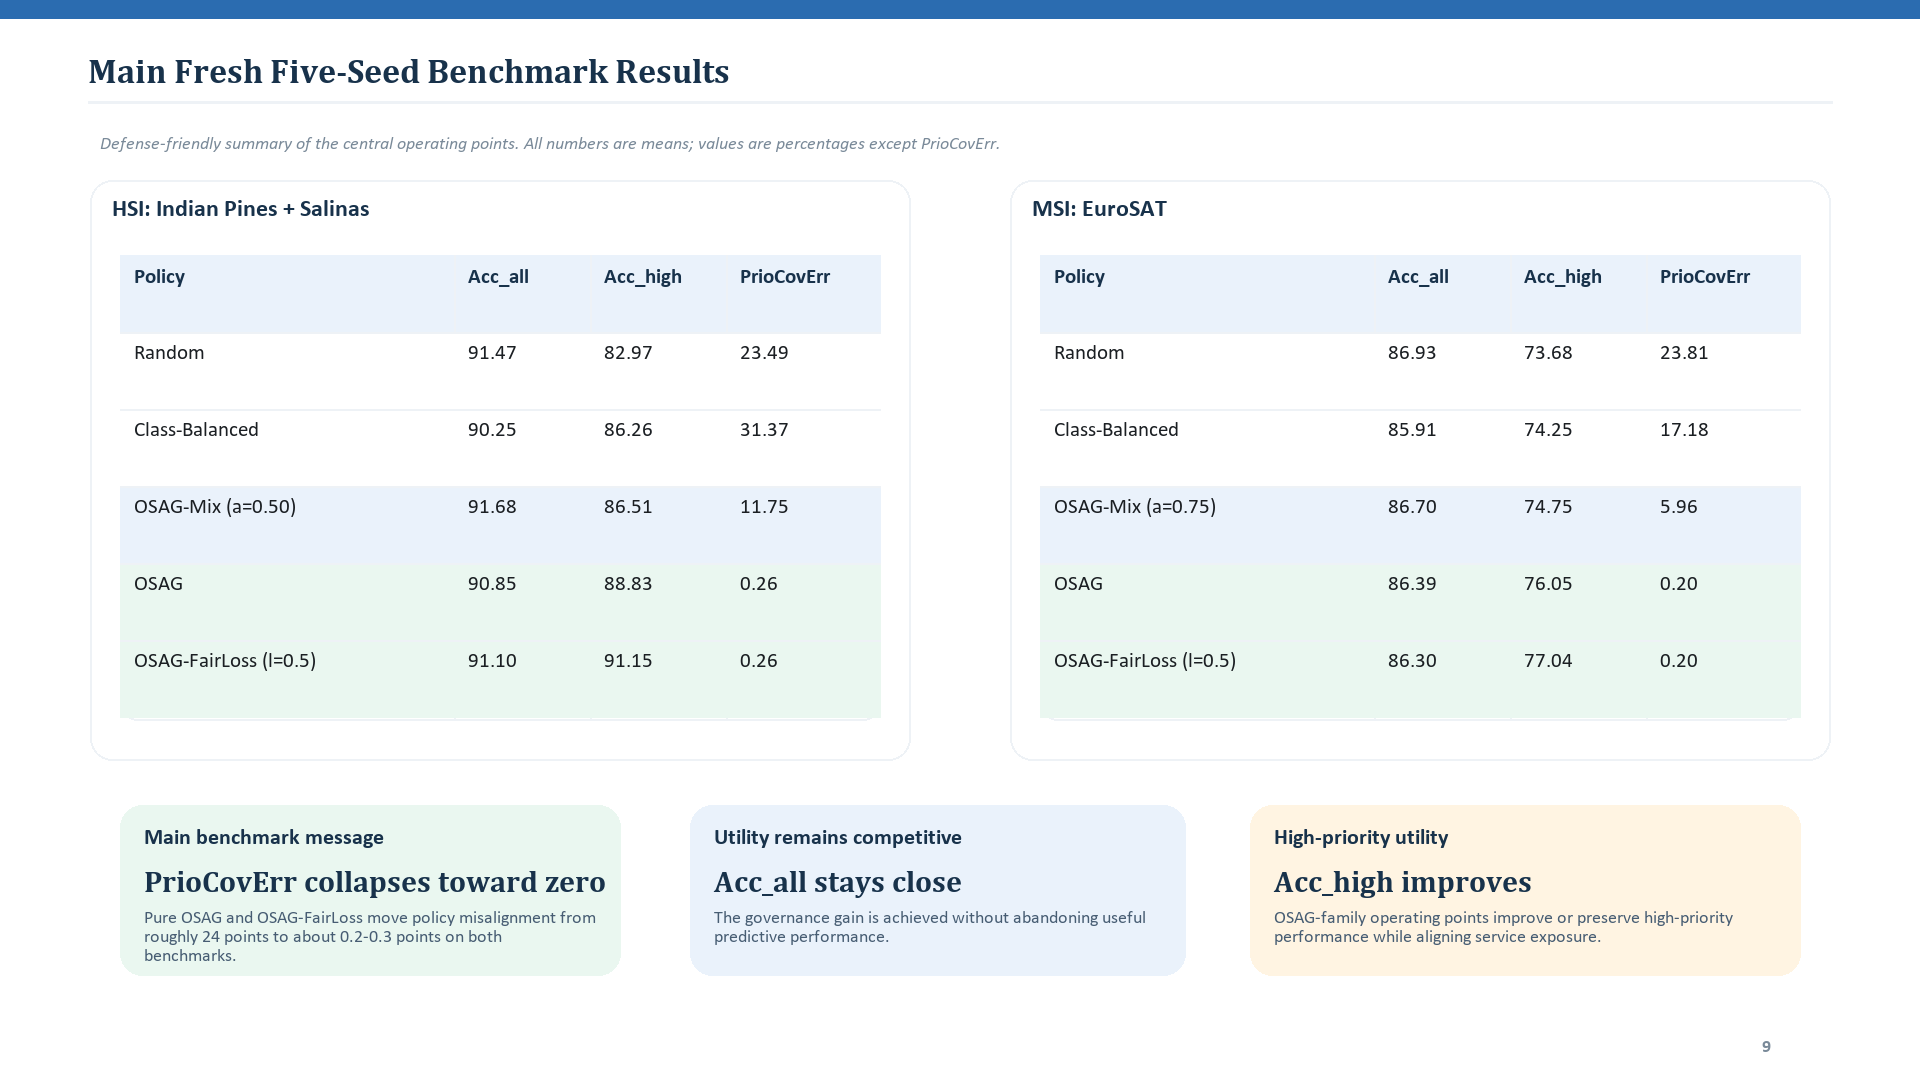 Main Fresh Five-Seed Benchmark Results
Defense-friendly summary of the central operating points. All numbers are means; values are percentages except PrioCovErr.
HSI: Indian Pines + Salinas
Policy Acc_all Acc_high PrioCovErr
Random 91.47 82.97 23.49
Class-Balanced 90.25 86.26 31.37
OSAG-Mix (a=0.50) 91.68 86.51 11.75
OSAG 90.85 88.83 0.26
OSAG-FairLoss (l=0.5) 91.10 91.15 0.26
MSI: EuroSAT
Policy Acc_all Acc_high PrioCovErr
Random 86.93 73.68 23.81
Class-Balanced 85.91 74.25 17.18
OSAG-Mix (a=0.75) 86.70 74.75 5.96
OSAG 86.39 76.05 0.20
OSAG-FairLoss (l=0.5) 86.30 77.04 0.20
Main benchmark message
PrioCovErr collapses toward zero
Pure OSAG and OSAG-FairLoss move policy misalignment from
roughly 24 points to about 0.2-0.3 points on both
benchmarks.
Utility remains competitive
Acc_all stays close
The governance gain is achieved without abandoning useful
predictive performance.
High-priority utility
Acc_high improves
OSAG-family operating points improve or preserve high-priority
performance while aligning service exposure.
9